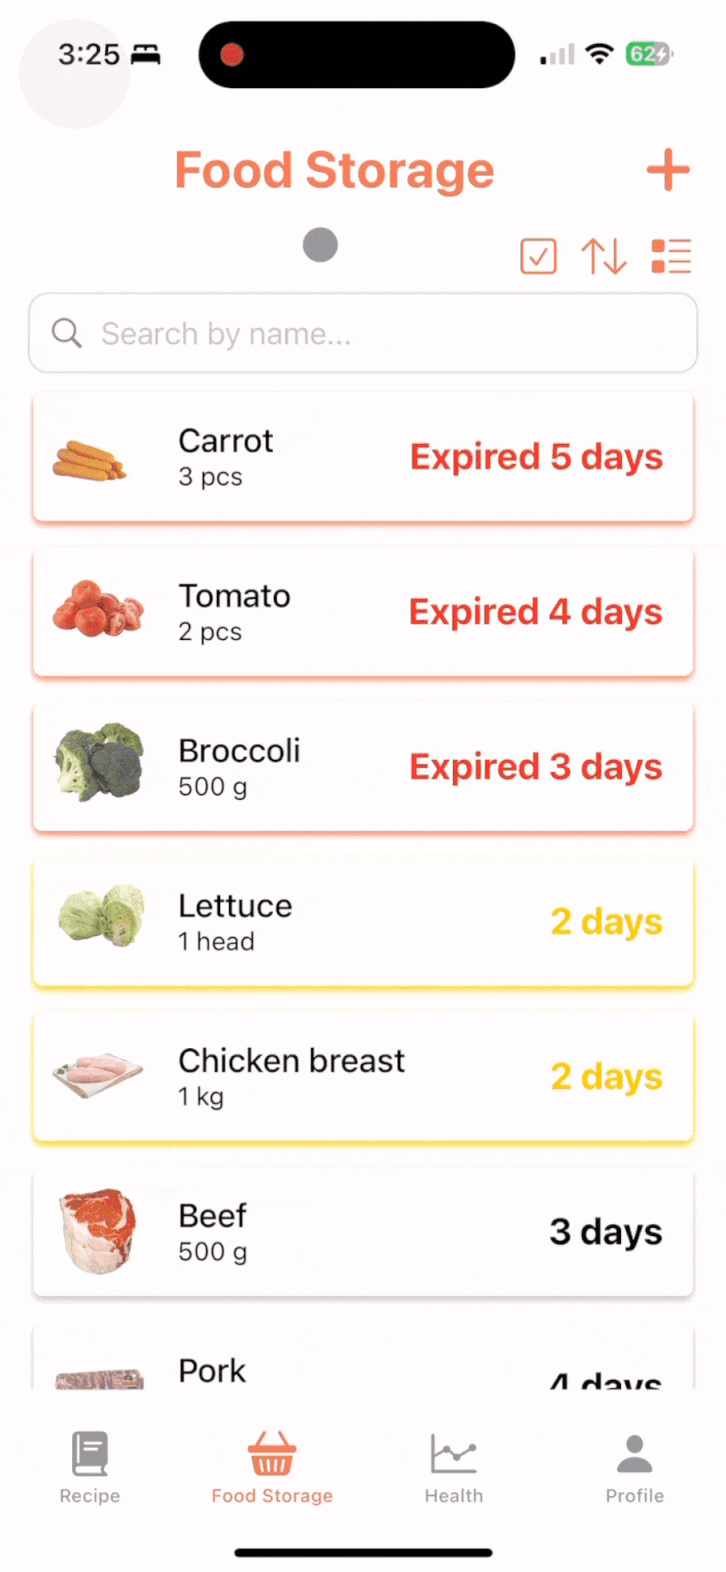 3:25
62
Food Storage
Search by name...
Carrot
3 pcs
Expired 5 days
Tomato
2 pcs
Expired 4 days
Broccoli
500 g
Expired 3 days
Lettuce
1 head
2 days
Chicken breast
1 kg
2 days
Beef
500 g
3 days
Pork
4 days
Recipe
Food Storage
Health
Profile